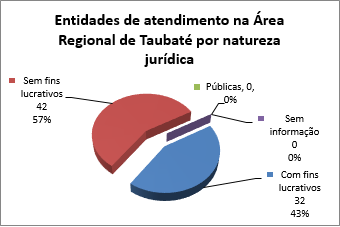 Entidades de atendimento na Área
Regional de Taubaté por natureza
jurídica
Sem fins
lucrativos
42
57%
Públicas, 0,
0%
Sem
informação
0
0%
Com fins
lucrativos
32
43%